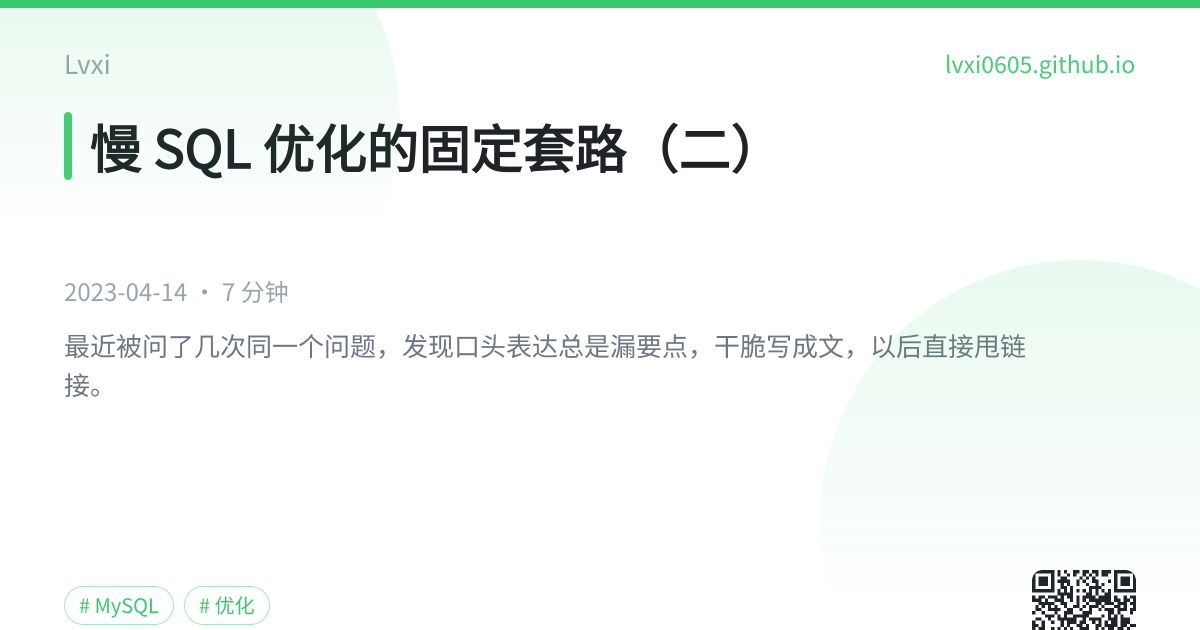 Lvxi
lvxi0605.github.io
慢 SQL 优化的固定套路（二）
2023-04-14 · 7 分钟
最近被问了几次同一个问题，发现口头表达总是漏要点，干脆写成文，以后直接甩链
接。
# MySQL
# 优化